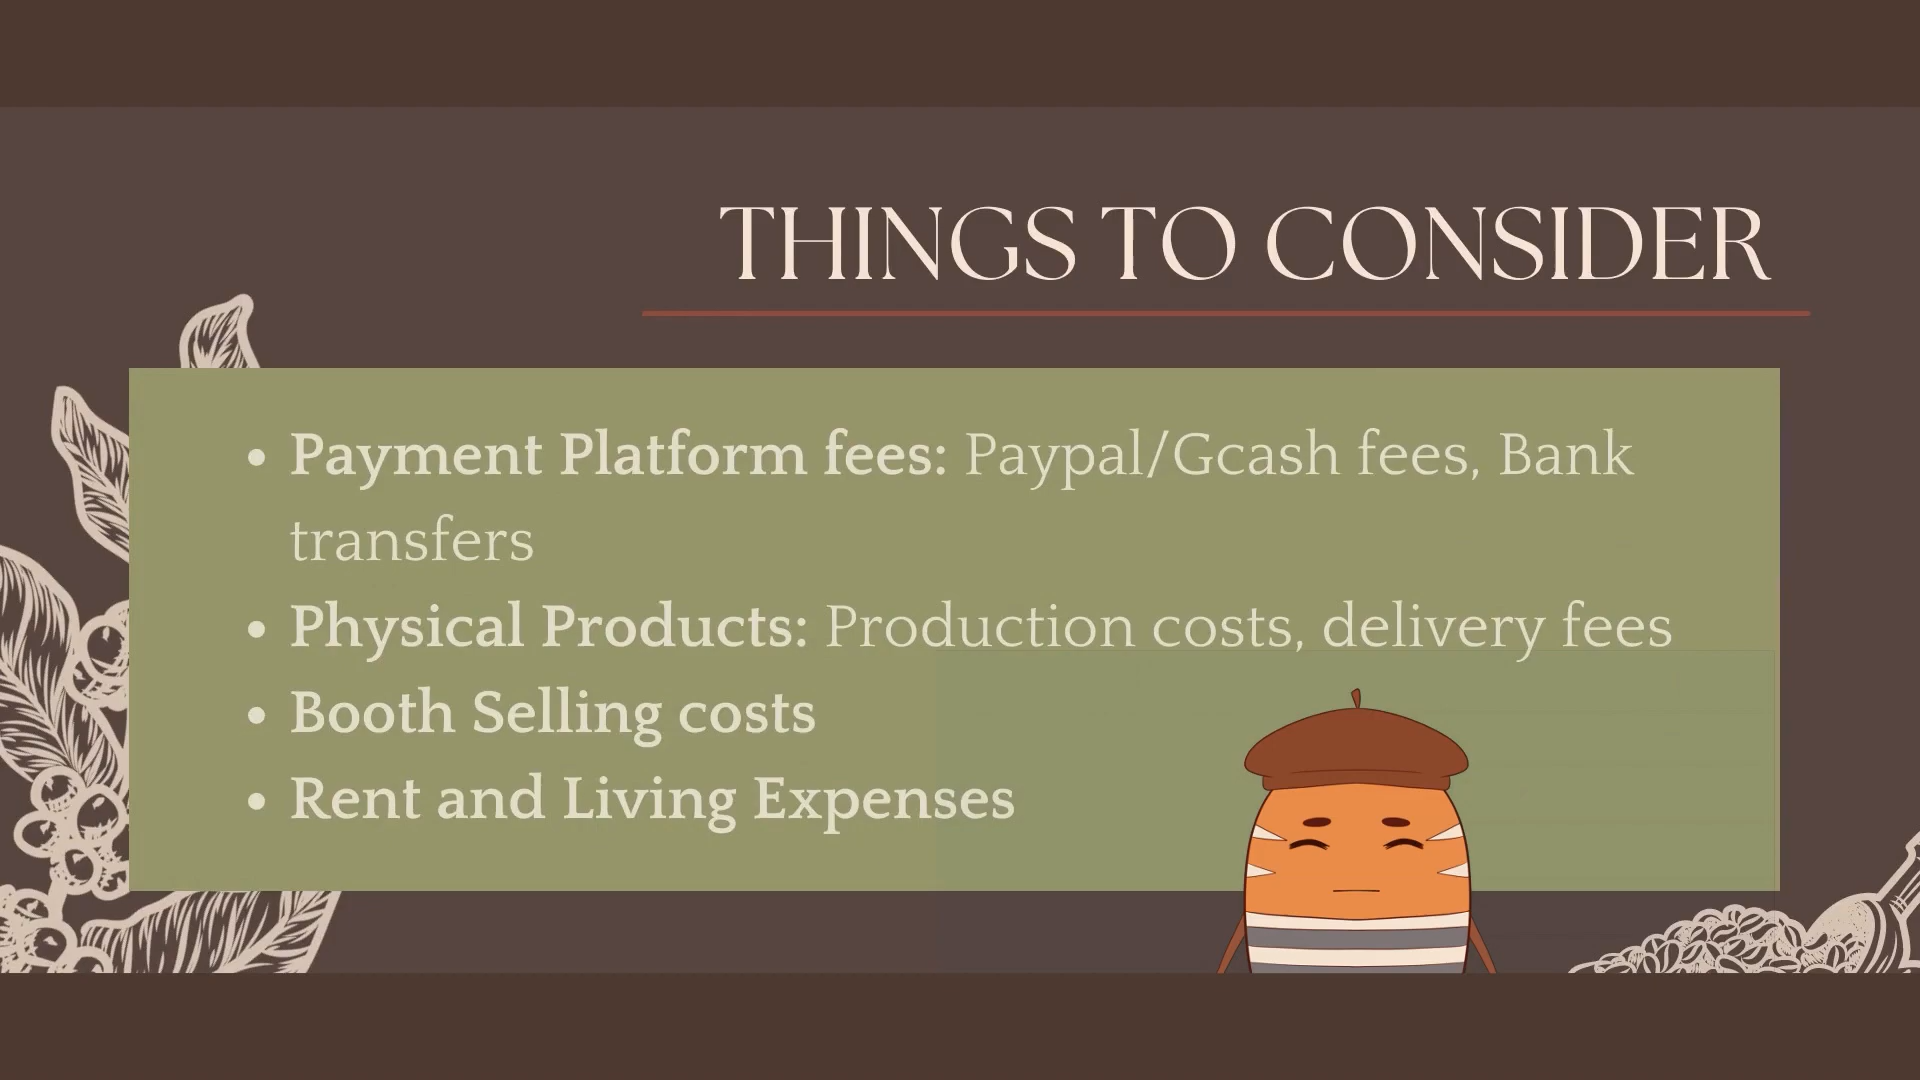 THINGS TO CONSIDER
• Payment Platform fees: Paypal/Gcash fees, Bank
transfers
• Physical Products: Production costs, delivery fees
• Booth Selling costs
• Rent and Living Expenses